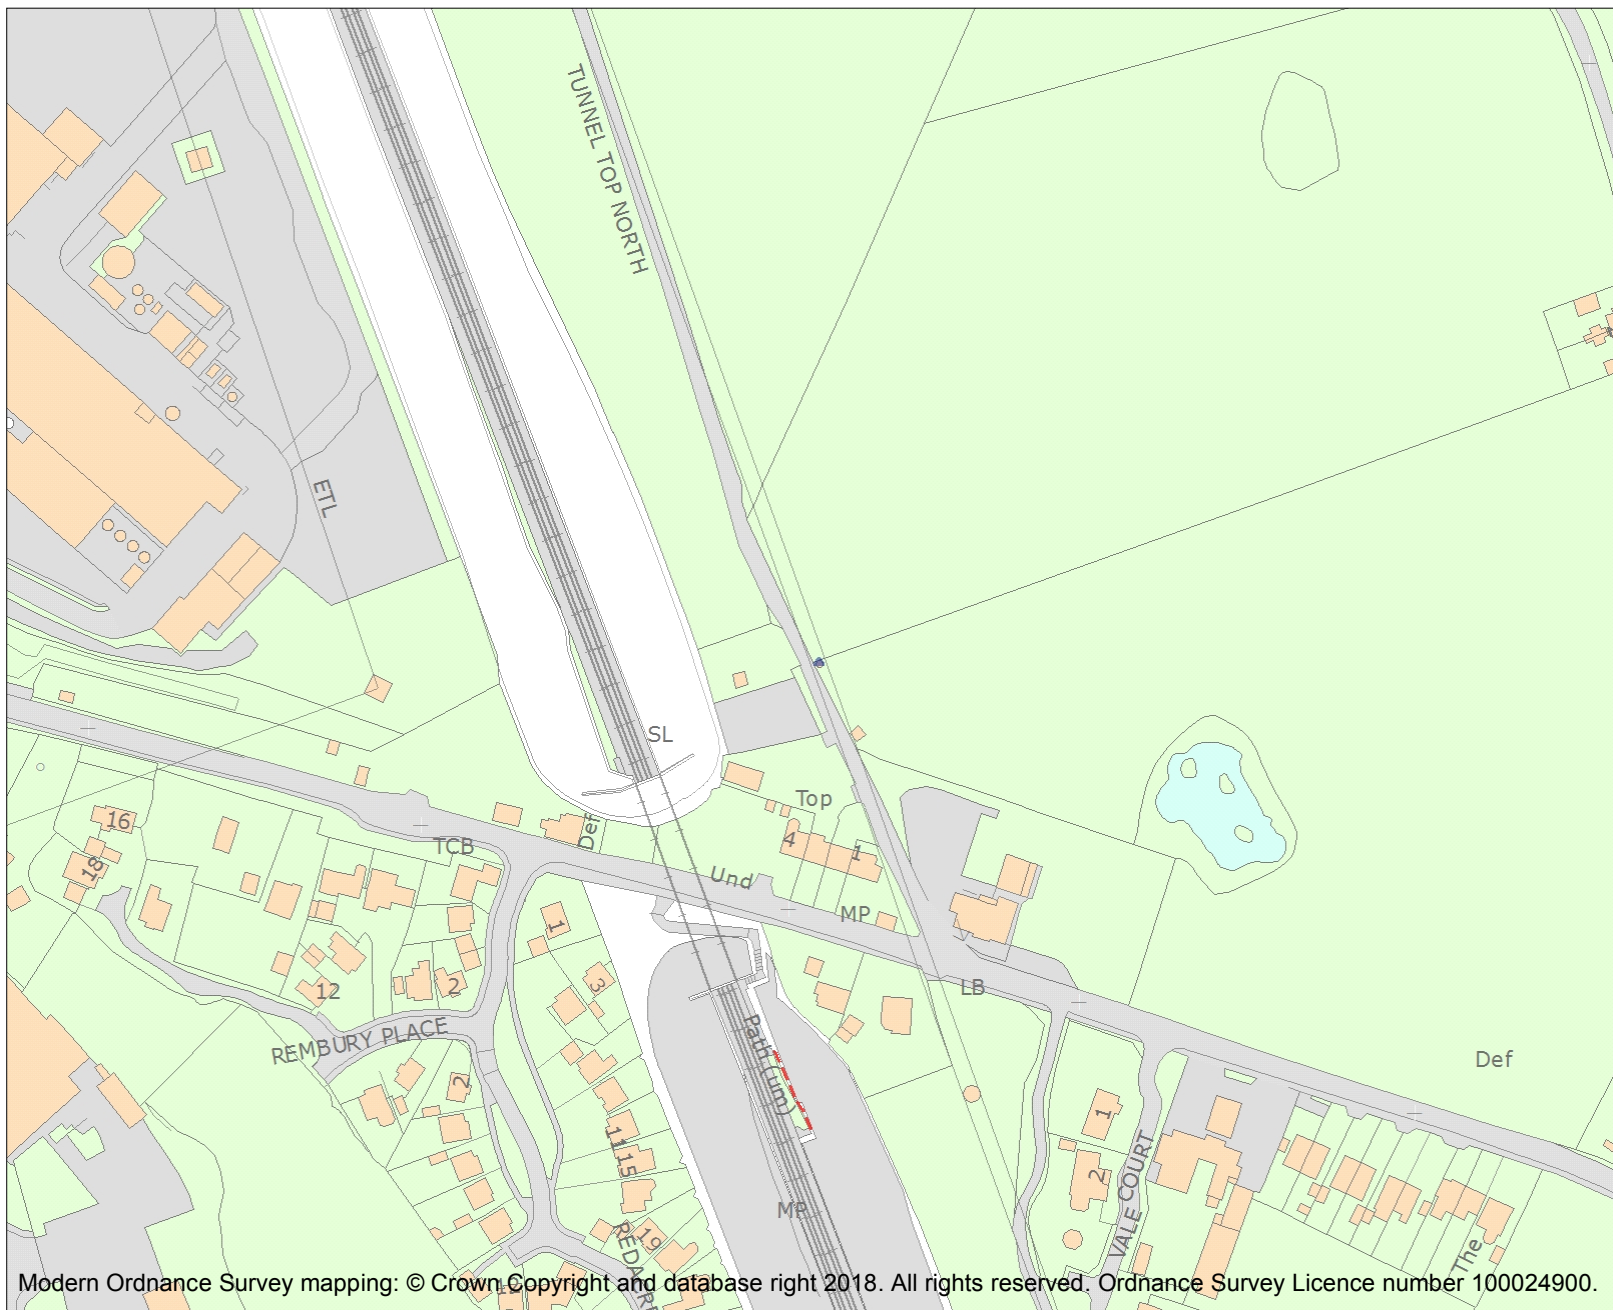 TUNNEL TOP NORTH
ETL
SL
Top
16
TCB
Def
4
1
18
Und
MP
1
2
3
12
LB
REMBURY PLACE
Path (um)
Def
2
1
11
15
2
VALE COURT
MP
19
The
Modern Ordnance Survey mapping: © Crown Copyright and database right 2018. All rights reserved. Ordnance Survey Licence number 100024900.